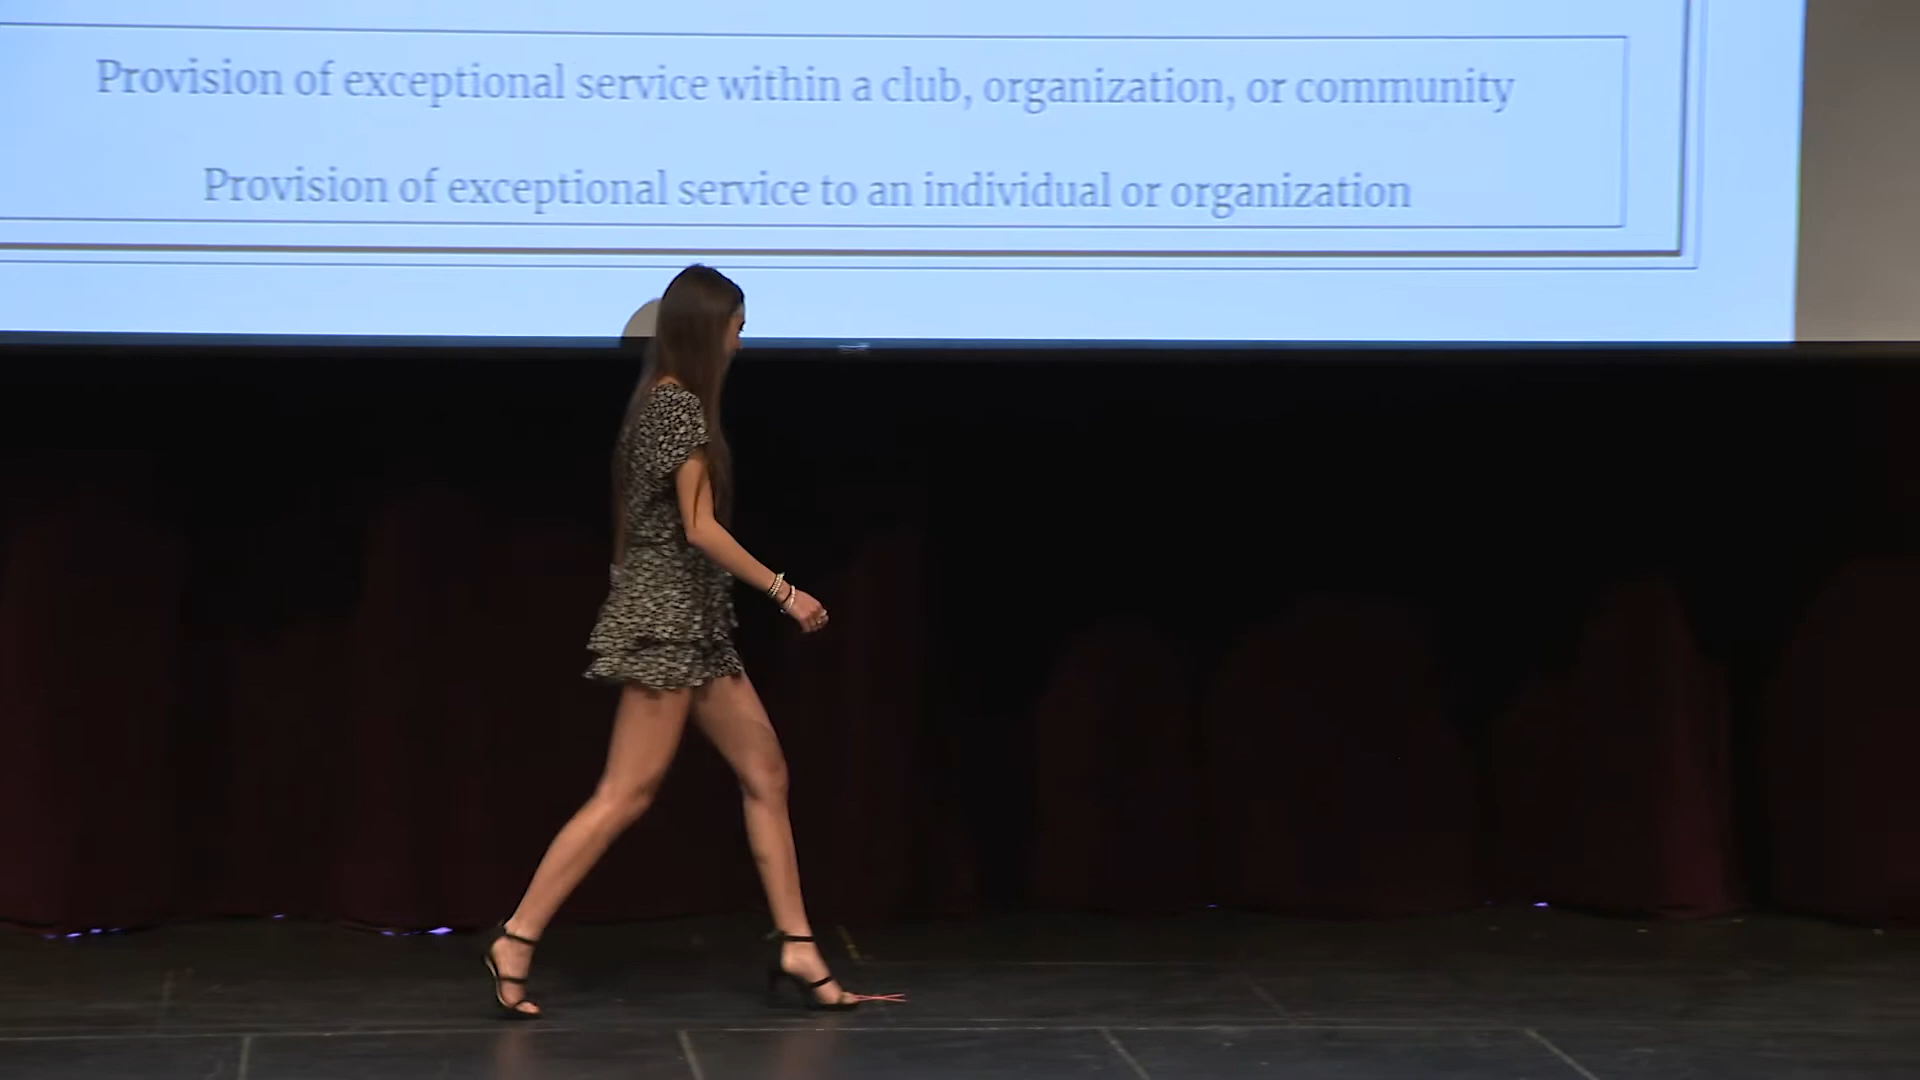 Provision of exceptional service within a club, organization, or community
Provision of exceptional service to an individual or organization